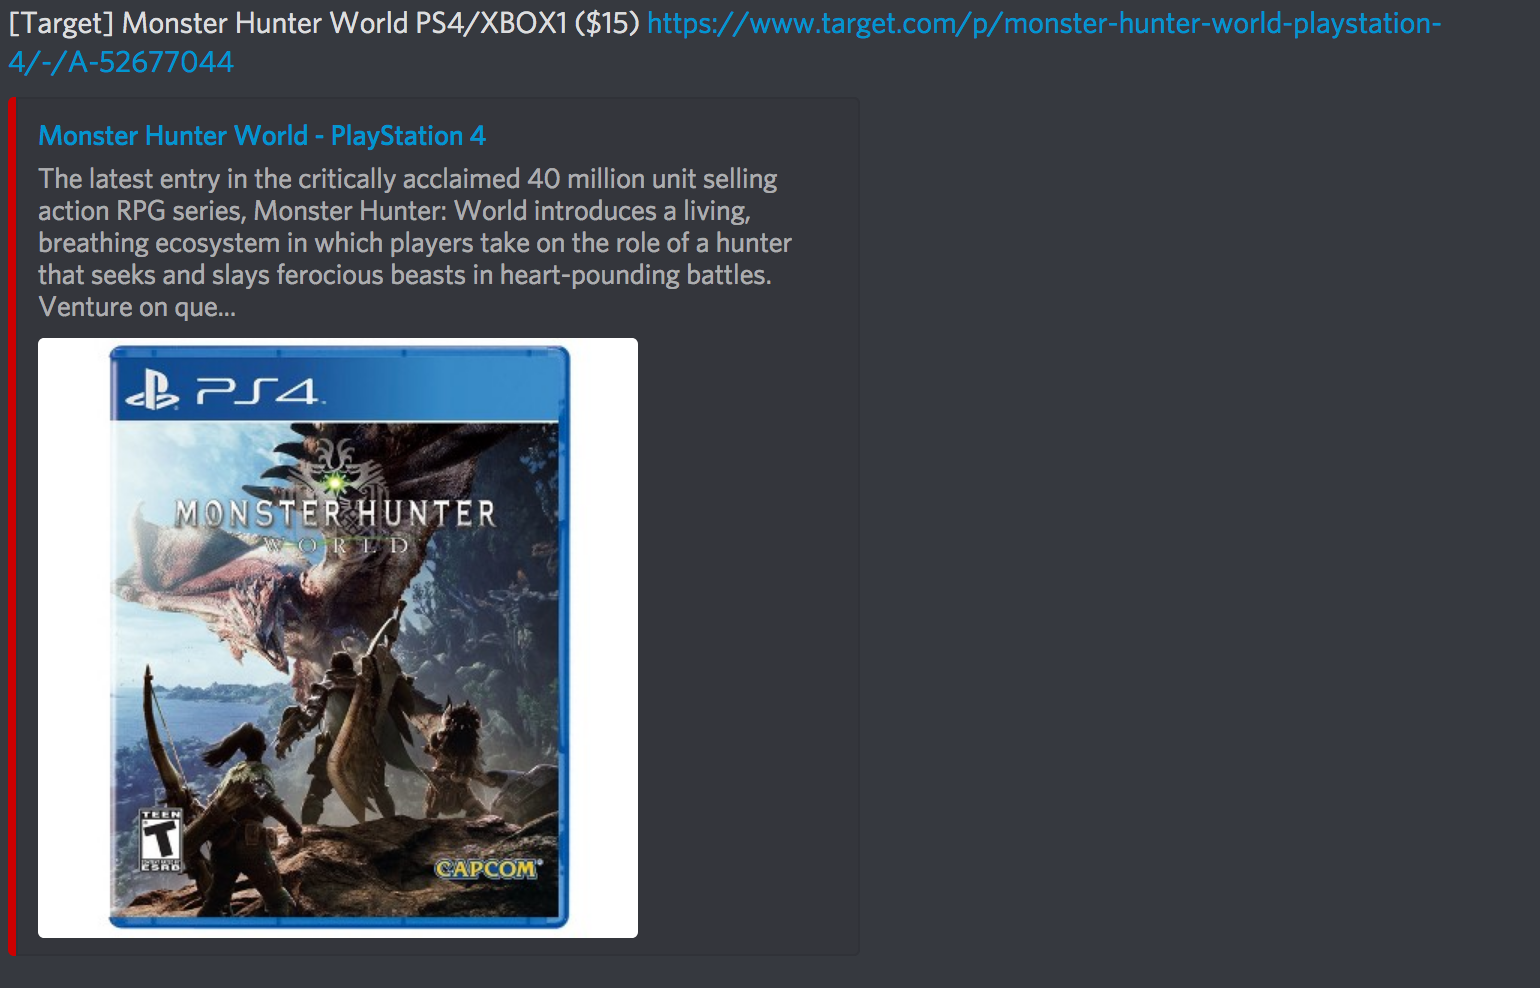 [Target] Monster Hunter World PS4/XBOX1 ($15) https://www.target.com/p/monster-hunter-world-playstation-
4/-/A-52677044
Monster Hunter World - PlayStation 4
The latest entry in the critically acclaimed 40 million unit selling
action RPG series, Monster Hunter: World introduces a living,
breathing ecosystem in which players take on the role of a hunter
that seeks and slays ferocious beasts in heart-pounding battles.
Venture on que...
PS4
MONSTER HUNTER
WORLD
TEEN
T
ESRB
CAPCOM